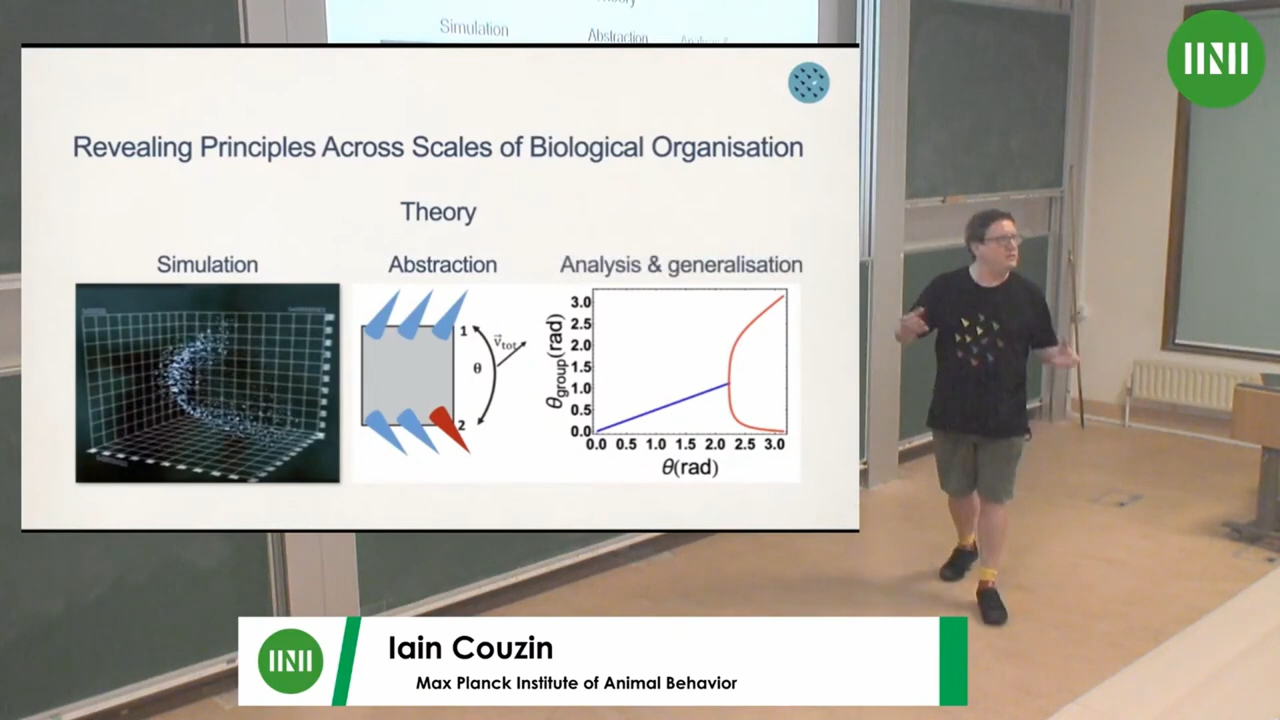 Simulation
Abstraction
Revealing Principles Across Scales of Biological Organisation
Theory
Simulation
Abstraction
Analysis & generalisation
1
v tot
θ
2
θgroup(rad)
3.0
2.5
2.0
1.5
1.0
0.5
0.0
0.0 0.5 1.0 1.5 2.0 2.5 3.0
θ(rad)
Iain Couzin
Max Planck Institute of Animal Behavior